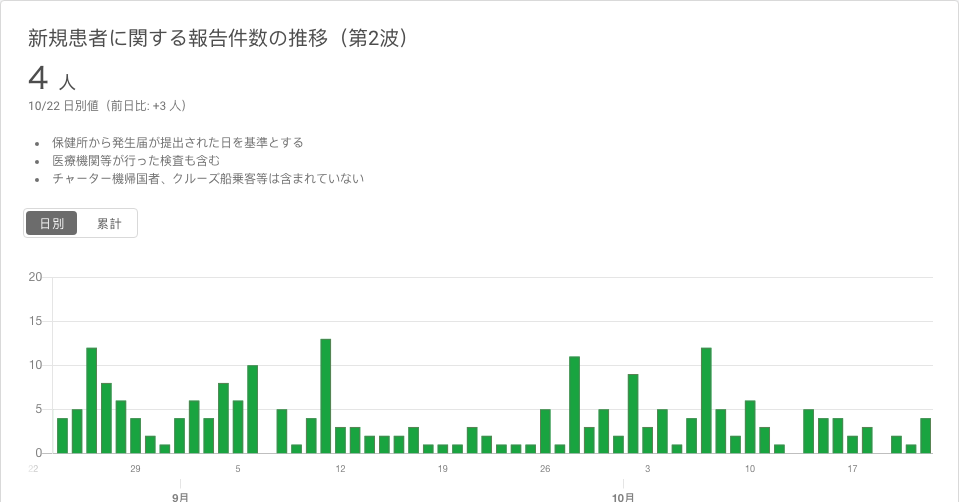 新規患者に関する報告件数の推移（第2波）
4 人
10/22 日別値（前日比: +3 人）
保健所から発生届が提出された日を基準とする
医療機関等が行った検査も含む
チャーター機帰国者、クルーズ船乗客等は含まれていない
日別 累計
20
15
10
5
0
22 29 5 12 19 26 3 10 17
9月 10月